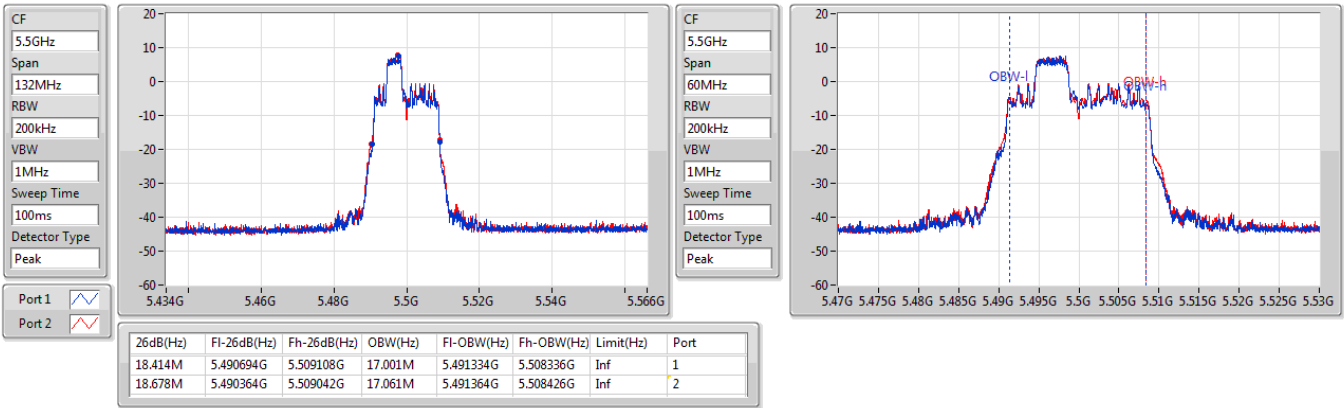 CF
5.5GHz
Span
132MHz
RBW
200kHz
VBW
1MHz
Sweep Time
100ms
Detector Type
Peak
Port 1
Port 2
20
10
0
-10
-20
-30
-40
-50
-60
5.434G 5.46G 5.48G 5.5G 5.52G 5.54G 5.566G
CF
5.5GHz
Span
60MHz
RBW
200kHz
VBW
1MHz
Sweep Time
100ms
Detector Type
Peak
20
10
0
-10
-20
-30
-40
-50
-60
OBW-l
OBW-h
OBW-h
5.47G 5.475G 5.48G 5.485G 5.49G 5.495G 5.5G 5.505G 5.51G 5.515G 5.52G 5.525G 5.53G
26dB(Hz) Fl-26dB(Hz) Fh-26dB(Hz) OBW(Hz) Fl-OBW(Hz) Fh-OBW(Hz) Limit(Hz) Port
18.414M 5.490694G 5.509108G 17.001M 5.491334G 5.508336G Inf 1
18.678M 5.490364G 5.509042G 17.061M 5.491364G 5.508426G Inf 2